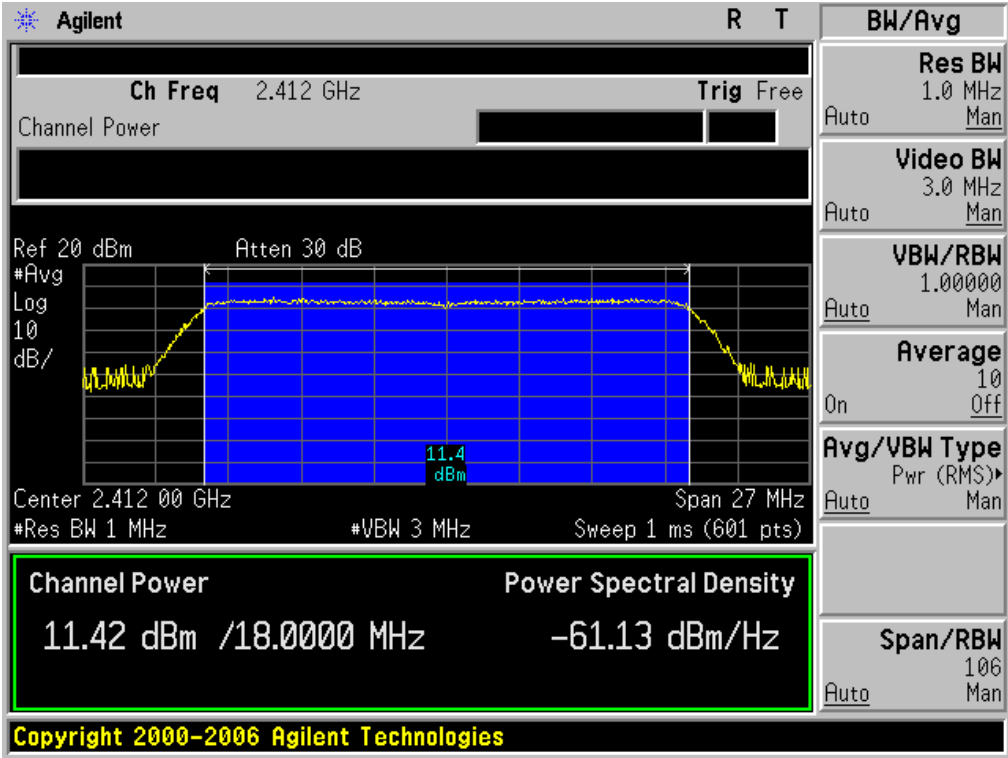 Agilent R T
BW/Avg
Ch Freq 2.412 GHz Trig Free
Channel Power
Ref 20 dBm Atten 30 dB
#Avg
Log
10
dB/
11.4
dBm
Center 2.412 00 GHz Span 27 MHz
#Res BW 1 MHz #VBW 3 MHz Sweep 1 ms (601 pts)
Channel Power Power Spectral Density
11.42 dBm /18.0000 MHz -61.13 dBm/Hz
Copyright 2000-2006 Agilent Technologies
Res BW
1.0 MHz
Auto Man
Video BW
3.0 MHz
Auto Man
VBW/RBW
1.00000
Auto Man
Average
10
On Off
Avg/VBW Type
Pwr (RMS)▸
Auto Man
Span/RBW
106
Auto Man